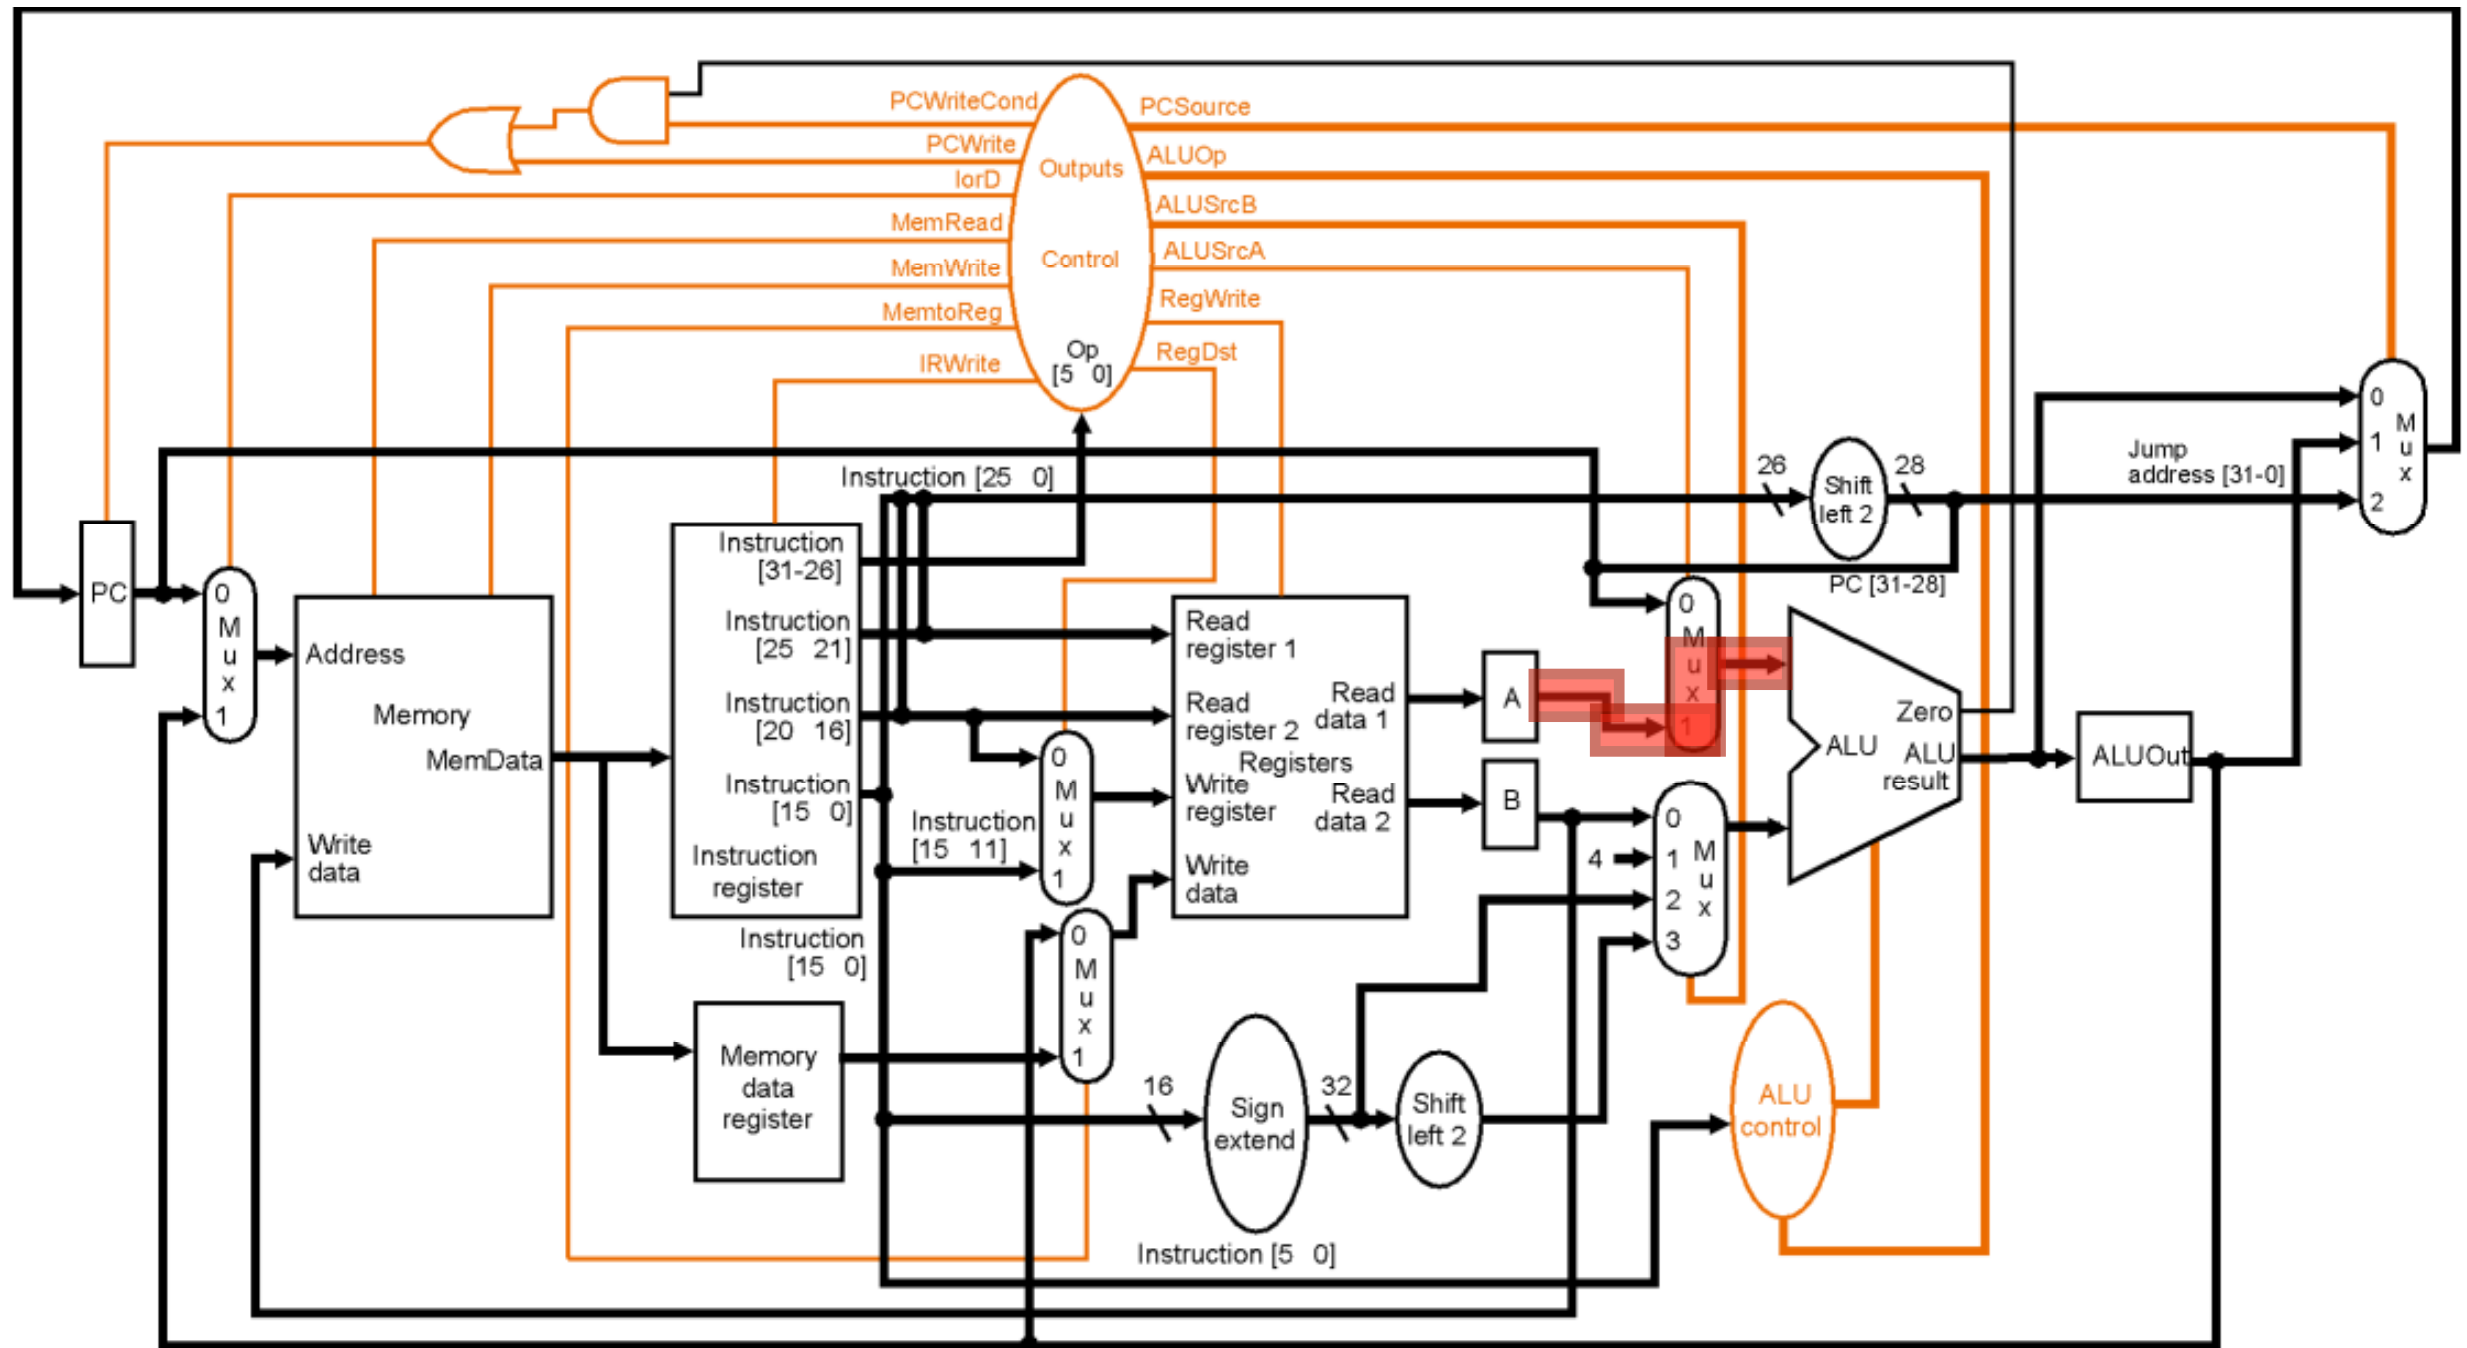 PCWriteCond
PCWrite
IorD
MemRead
MemWrite
MemtoReg
IRWrite
Outputs
Control
Op
[5 0]
PCSource
ALUOp
ALUSrcB
ALUSrcA
RegWrite
RegDst
PC
0
M
u
x
1
Address
Memory
MemData
Write
data
Instruction [25 0]
Instruction
[31-26]
Instruction
[25 21]
Instruction
[20 16]
Instruction
[15 0]
Instruction
register
Instruction
[15 0]
Memory
data
register
Instruction
[15 11]
0
M
u
x
1
0
M
u
x
1
Read
register 1
Read
register 2
Registers
Write
register
Write
data
Read
data 1
Read
data 2
16
Sign
extend
32
Shift
left 2
Instruction [5 0]
A
B
4
0
M
u
x
1
0
1
2
3
M
u
x
26
Shift
left 2
28
PC [31-28]
Jump
address [31-0]
Zero
ALU
ALU
result
ALUOut
ALU
control
0
1
2
M
u
x